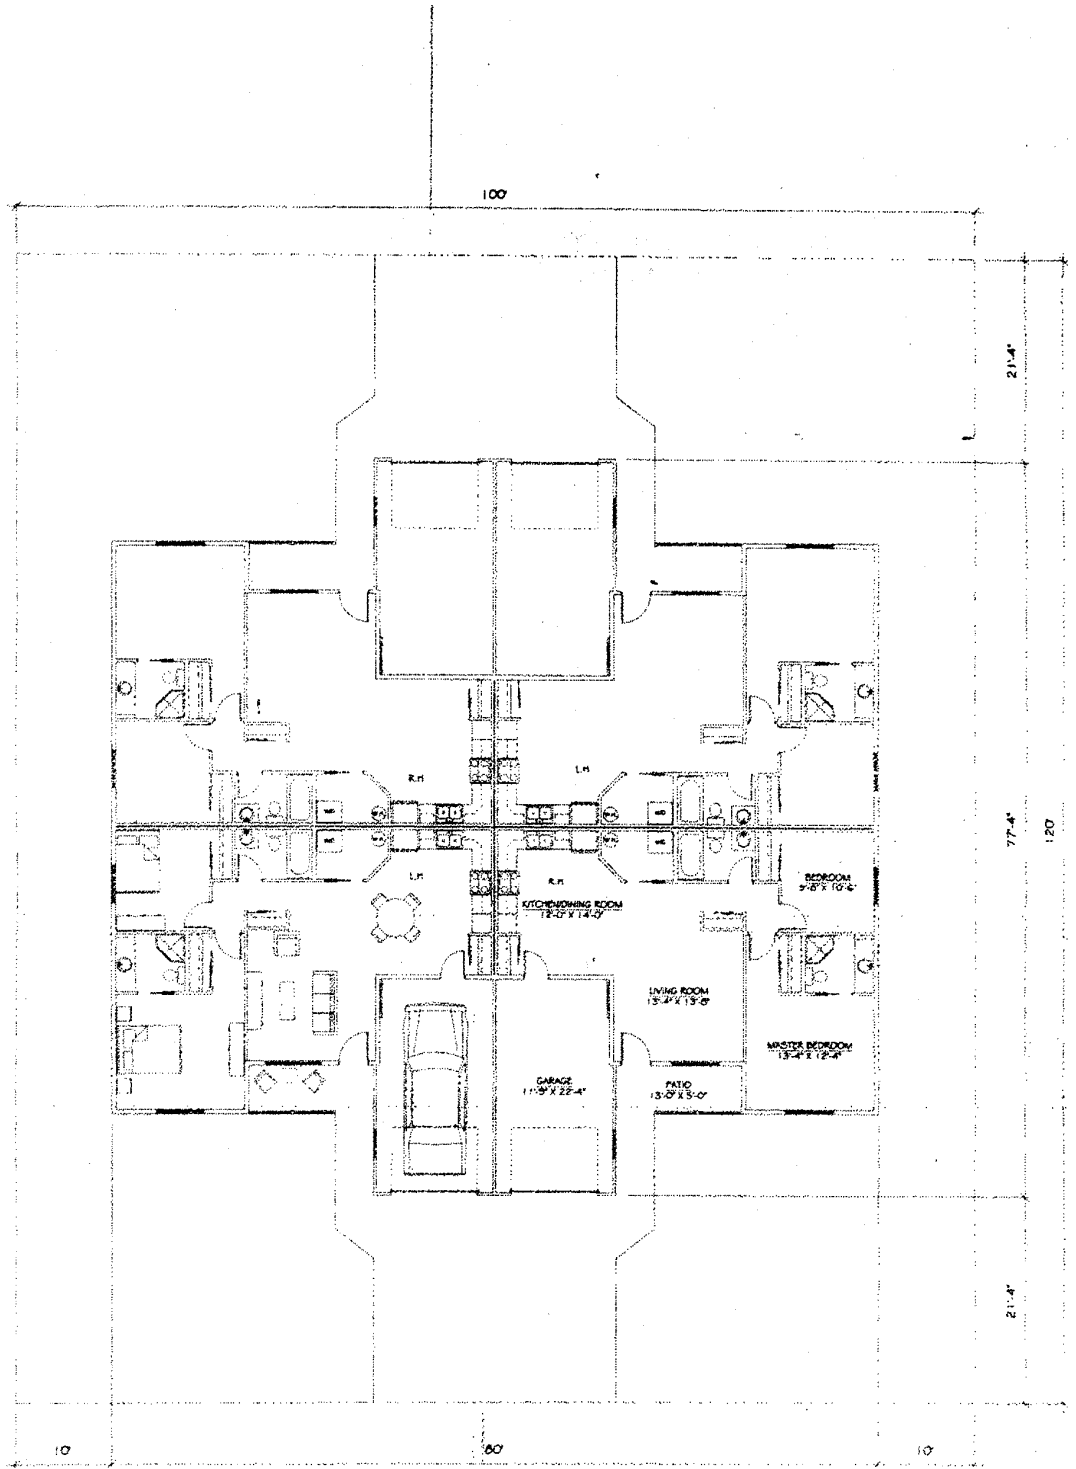 100'
21'-4"
R.H
L.H
77'-4"
120'
L.H
R.H
BEDROOM
KITCHEN/DINING ROOM
12'-0" X 14'-0"
LIVING ROOM
13'-4" X 13'-8"
MASTER BEDROOM
13'-4" X 12'-4"
GARAGE
11'-9" X 22'-4"
PATIO
13'-0" X 5'-0"
21'-4"
10'
80'
10'